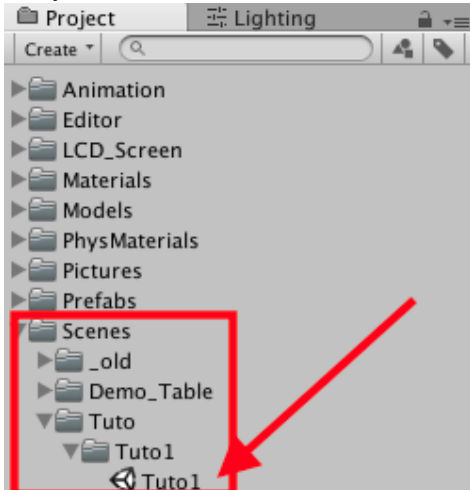 Project Lighting
Create
Animation
Editor
LCD_Screen
Materials
Models
PhysMaterials
Pictures
Prefabs
Scenes
_old
Demo_Table
Tuto
Tuto1
Tuto1